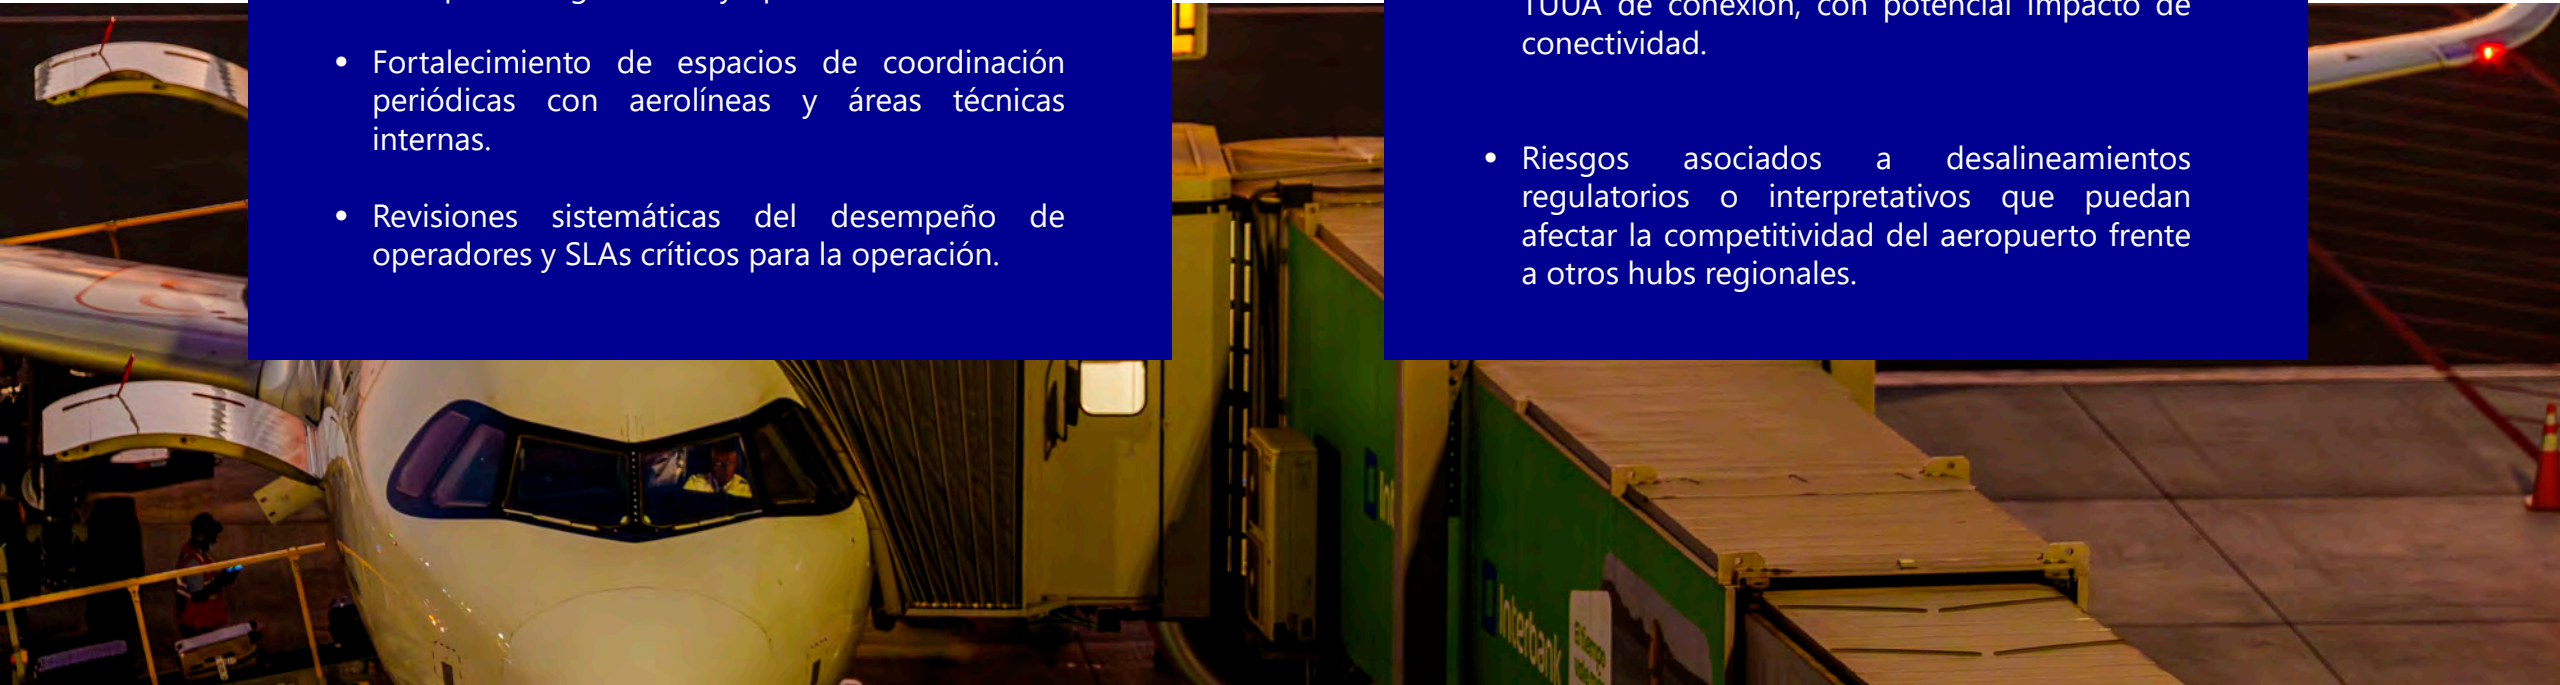 TUUA de conexión, con potencial impacto de
conectividad.
• Fortalecimiento de espacios de coordinación
periódicas con aerolíneas y áreas técnicas
internas.
• Revisiones sistemáticas del desempeño de
operadores y SLAs críticos para la operación.
• Riesgos asociados a desalineamientos
regulatorios o interpretativos que puedan
afectar la competitividad del aeropuerto frente
a otros hubs regionales.
Interbank